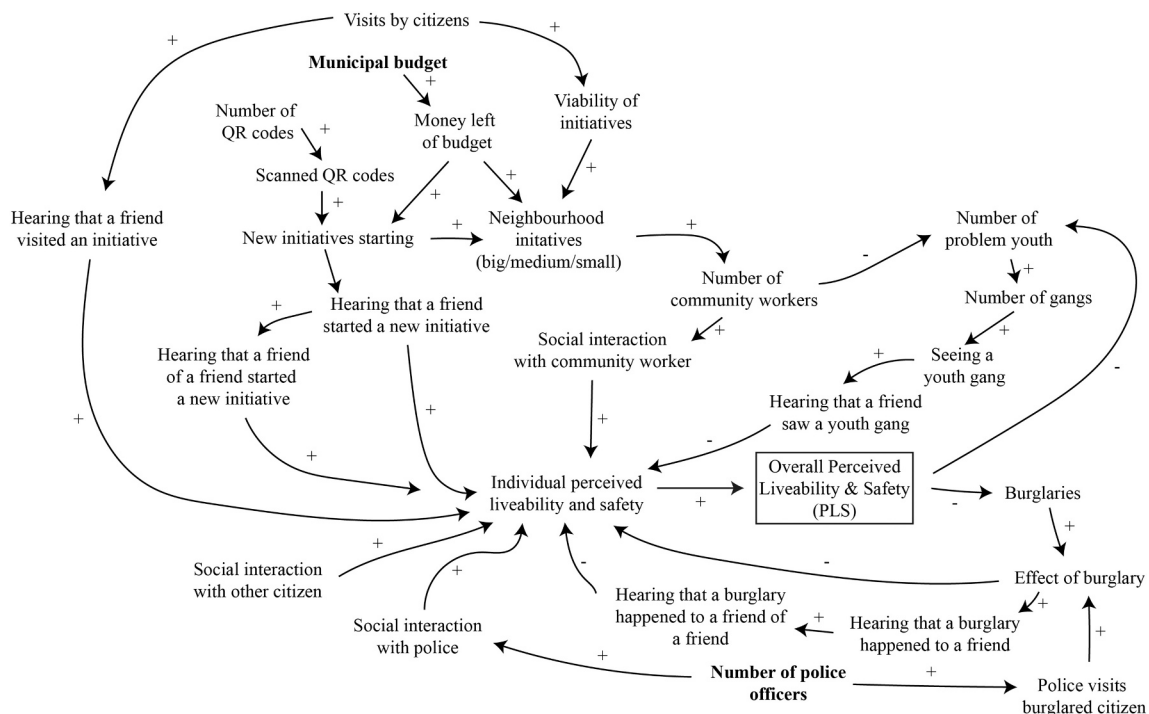 Visits by citizens
+
+
Municipal budget
+
Viability of
initiatives
Number of
QR codes
+
Money left
of budget
Scanned QR codes
+
+
+
+
Hearing that a friend
visited an initiative
New initiatives starting
+
Neighbourhood
initatives
(big/medium/small)
+
Number of
problem youth
-
+
Number of
community workers
Number of gangs
+
Hearing that a friend
started a new initiative
+
Social interaction
with community worker
+
Seeing a
youth gang
+
Hearing that a friend
of a friend started
a new initiative
-
Hearing that a friend
saw a youth gang
+
+
+
+
-
Individual perceived
liveability and safety
+
Overall Perceived
Liveability & Safety
(PLS)
-
Burglaries
+
Social interaction
with other citizen
+
+
-
-
Effect of burglary
+
Hearing that a burglary
happened to a friend of
a friend
+
Hearing that a burglary
happened to a friend
+
Social interaction
with police
+
Number of police
officers
+
Police visits
burglared citizen